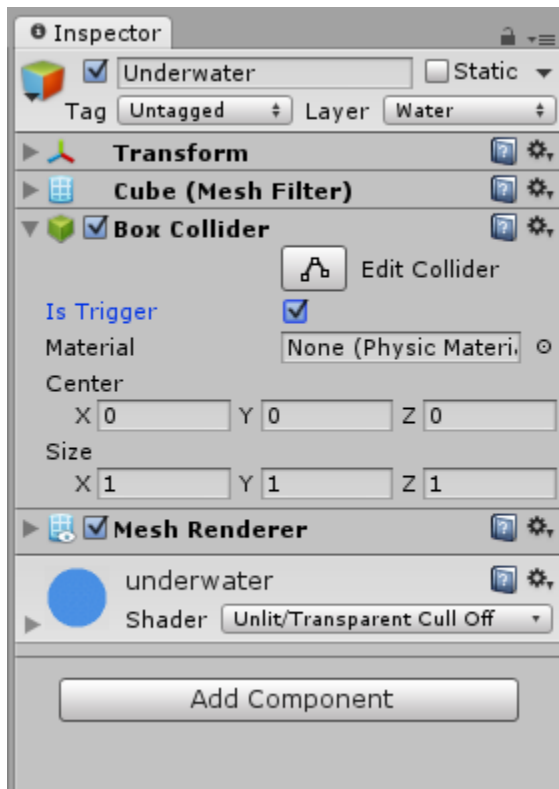 Inspector
Underwater Static
Tag Untagged Layer Water
Transform
Cube (Mesh Filter)
Box Collider
Edit Collider
Is Trigger
Material None (Physic Materi
Center
X 0 Y 0 Z 0
Size
X 1 Y 1 Z 1
Mesh Renderer
underwater
Shader Unlit/Transparent Cull Off
Add Component